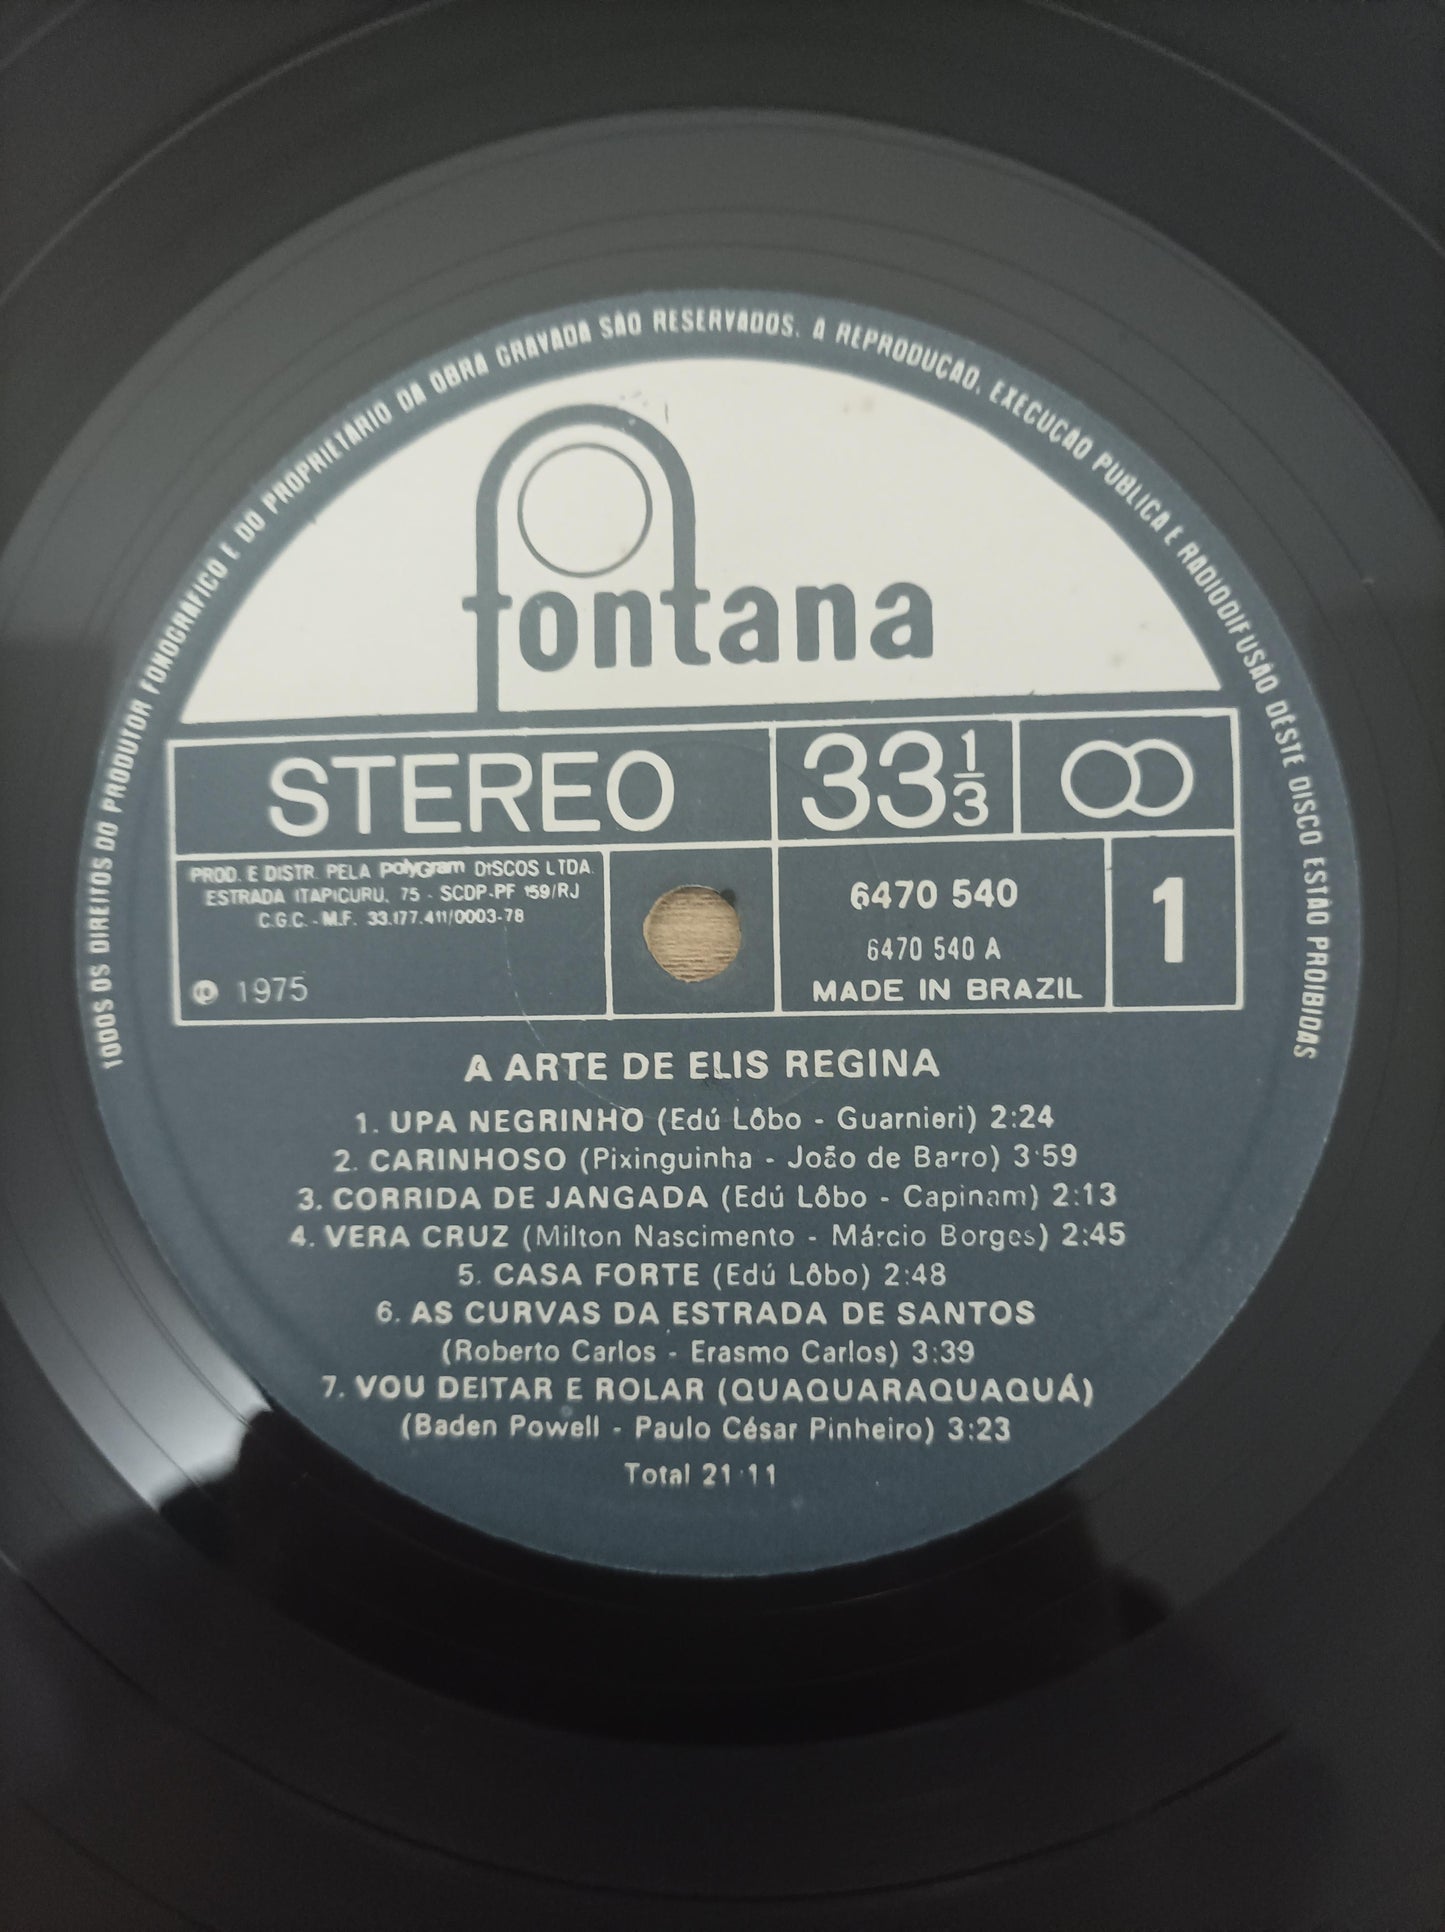 TODOS OS DIREITOS DO PRODUTOR FONOGRÁFICO E DO PROPRIETÁRIO DA OBRA GRAVADA SÃO RESERVADOS. A REPRODUÇÃO, EXECUÇÃO PUBLICA E RADIODIFUSÃO DESTE DISCO ESTÃO PROIBIDAS
fontana
STEREO 33 1/3
PROD. E DISTR. PELA polyGram DISCOS LTDA.
ESTRADA ITAPICURU, 75 - SCDP-PF 159/RJ
C.G.C. - M.F. 33.177.411/0003-78
℗ 1975
6470 540
6470 540 A
MADE IN BRAZIL
1
A ARTE DE ELIS REGINA
1. UPA NEGRINHO (Edú Lôbo - Guarnieri) 2:24
2. CARINHOSO (Pixinguinha - João de Barro) 3:59
3. CORRIDA DE JANGADA (Edú Lôbo - Capinam) 2:13
4. VERA CRUZ (Milton Nascimento - Márcio Borges) 2:45
5. CASA FORTE (Edú Lôbo) 2:48
6. AS CURVAS DA ESTRADA DE SANTOS
(Roberto Carlos - Erasmo Carlos) 3:39
7. VOU DEITAR E ROLAR (QUAQUARAQUAQUÁ)
(Baden Powell - Paulo César Pinheiro) 3:23
Total 21:11